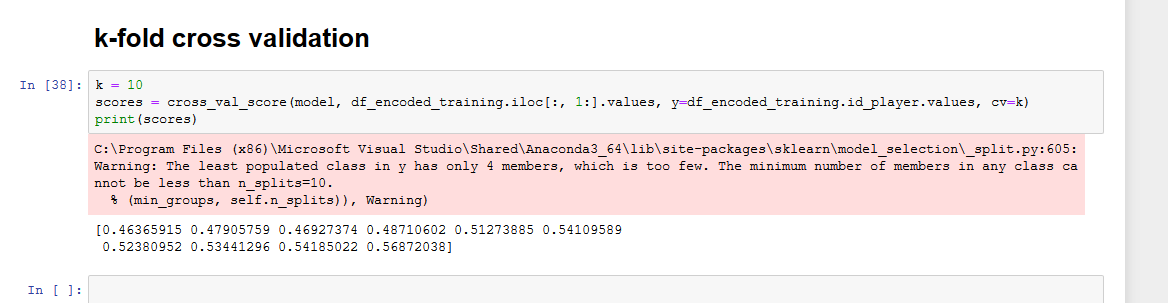 k-fold cross validation
In [38]:
k = 10
scores = cross_val_score(model, df_encoded_training.iloc[:, 1:].values, y=df_encoded_training.id_player.values, cv=k)
print(scores)
C:\Program Files (x86)\Microsoft Visual Studio\Shared\Anaconda3_64\lib\site-packages\sklearn\model_selection\_split.py:605:
Warning: The least populated class in y has only 4 members, which is too few. The minimum number of members in any class ca
nnot be less than n_splits=10.
  % (min_groups, self.n_splits)), Warning)
[0.46365915 0.47905759 0.46927374 0.48710602 0.51273885 0.54109589
 0.52380952 0.53441296 0.54185022 0.56872038]
In [ ]: